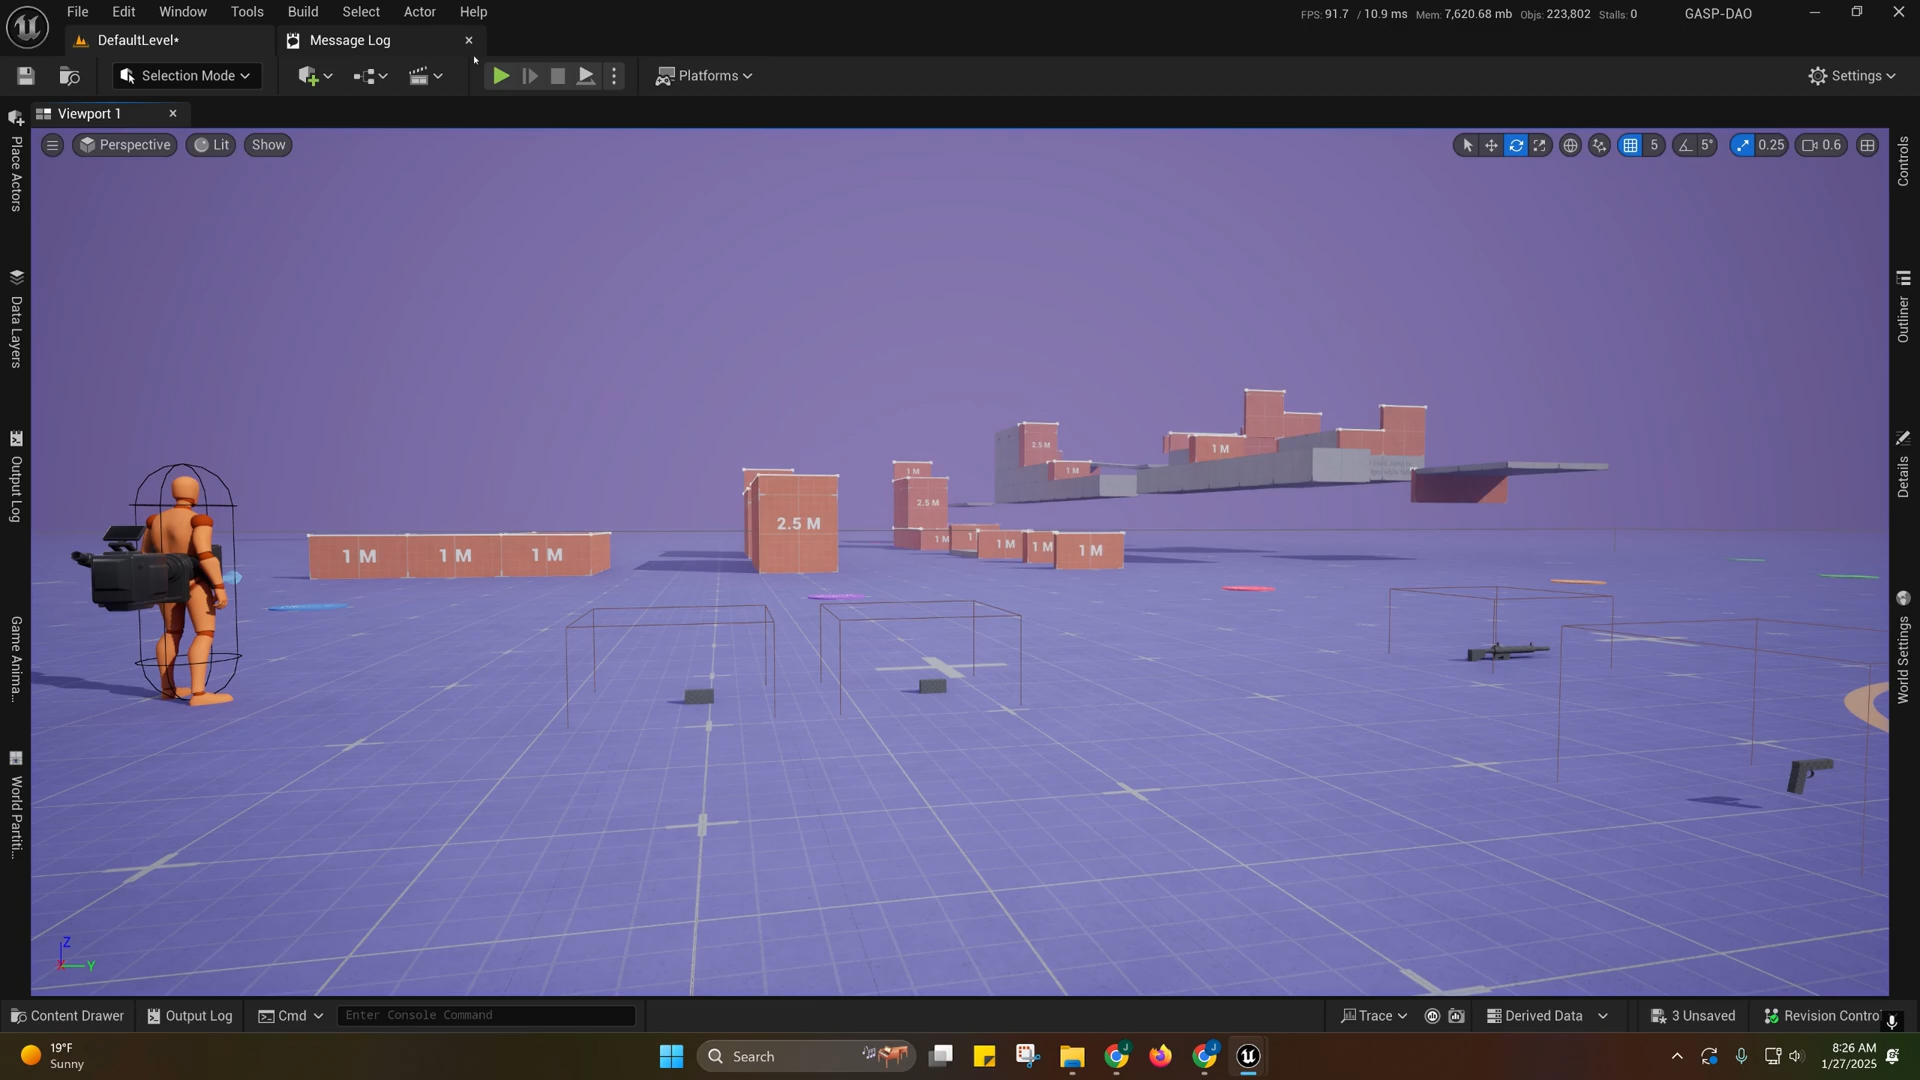 File Edit Window Tools Build Select Actor Help
FPS: 91.7 / 10.9 ms Mem: 7,620.68 mb Objs: 223,802 Stalls: 0 GASP-DAO
DefaultLevel* Message Log
Selection Mode Platforms Settings
Viewport 1
Perspective Lit Show 5 5° 0.25 0.6
Place Actors
Data Layers
Output Log
Game Anima...
World Partiti...
Controls
Outliner
Details
World Settings
2.5 M
1 M
1 M
1 M
2.5 M
1 M
2.5 M
1 M
1 M
1 M
1 M
1 M
1 M
1
Z
X Y
Content Drawer Output Log Cmd Enter Console Command Trace Derived Data 3 Unsaved Revision Contro
19°F
Sunny
Search
J
J
8:26 AM
1/27/2025